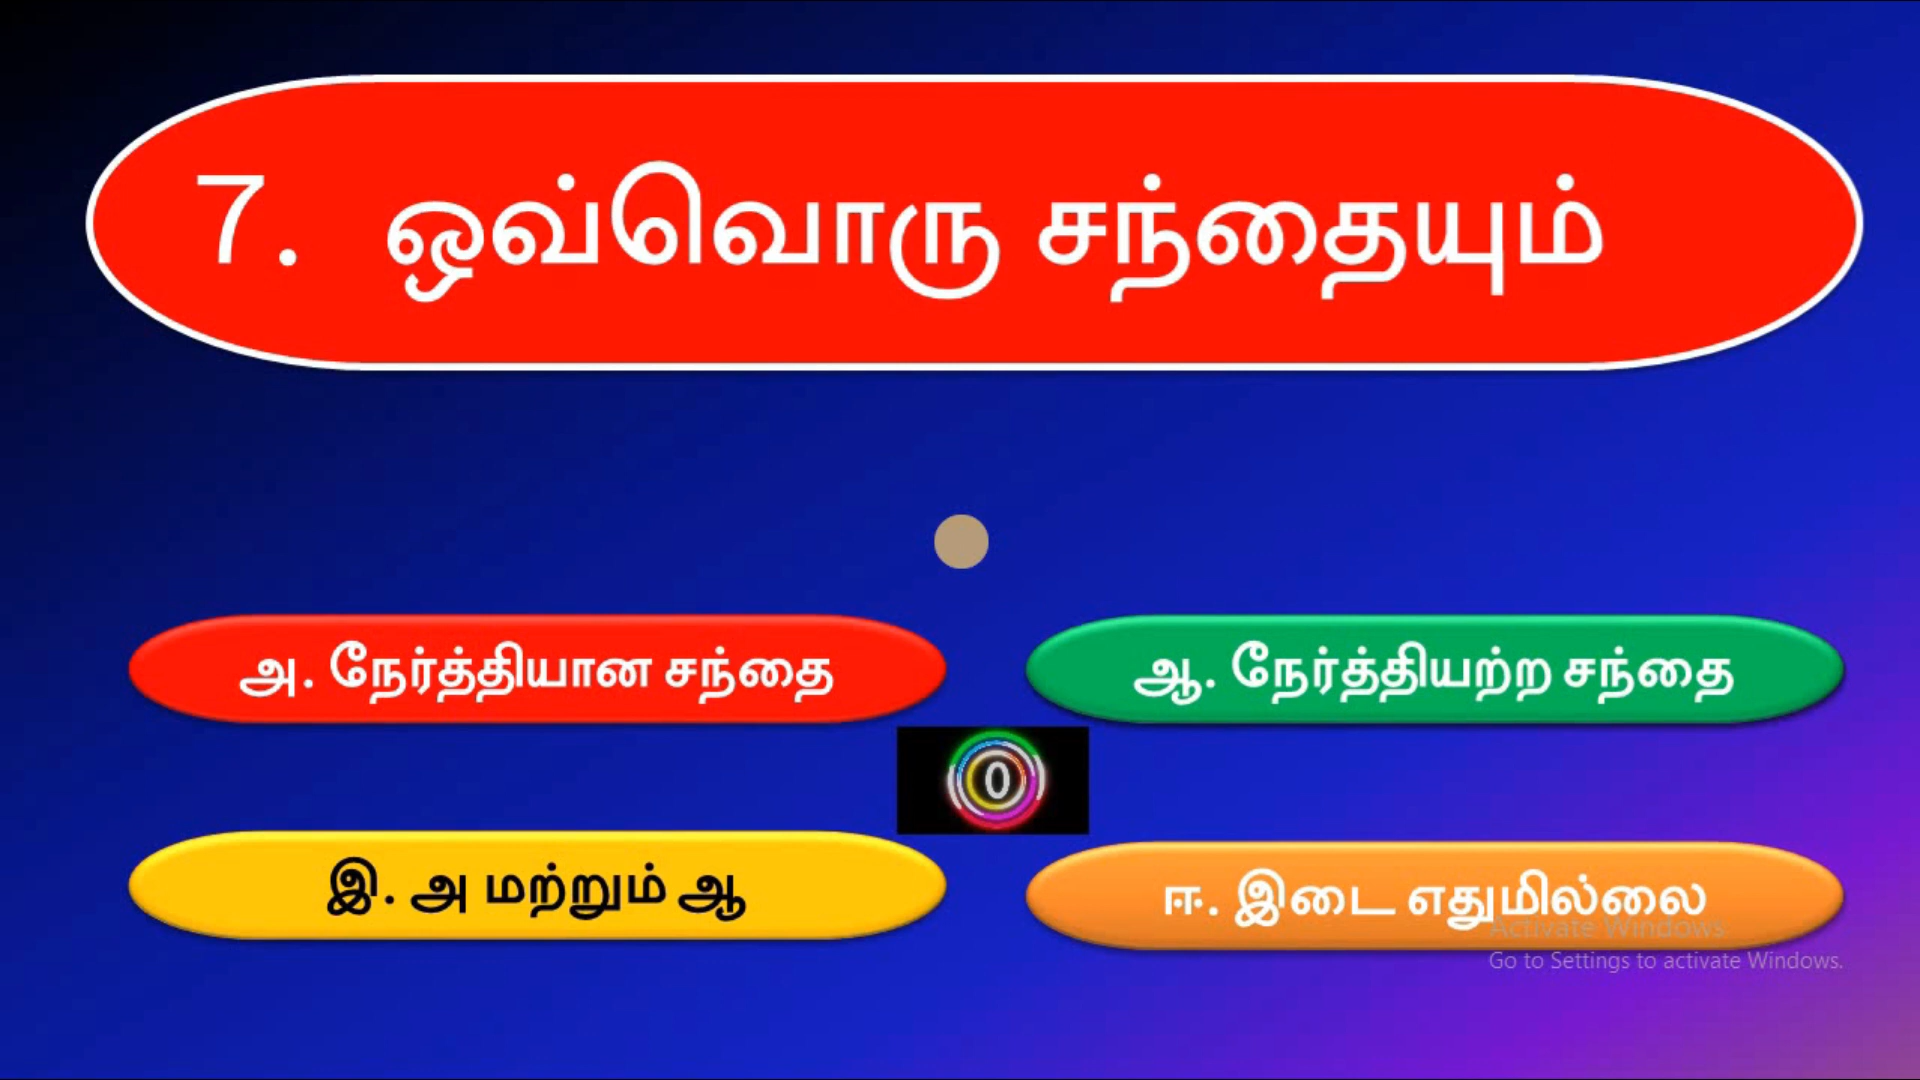 7. ஒவ்வொரு சந்தையும்
அ. நேர்த்தியான சந்தை
ஆ. நேர்த்தியற்ற சந்தை
0
இ. அ மற்றும் ஆ
ஈ. இடை எதுமில்லை
Activate Windows
Go to Settings to activate Windows.